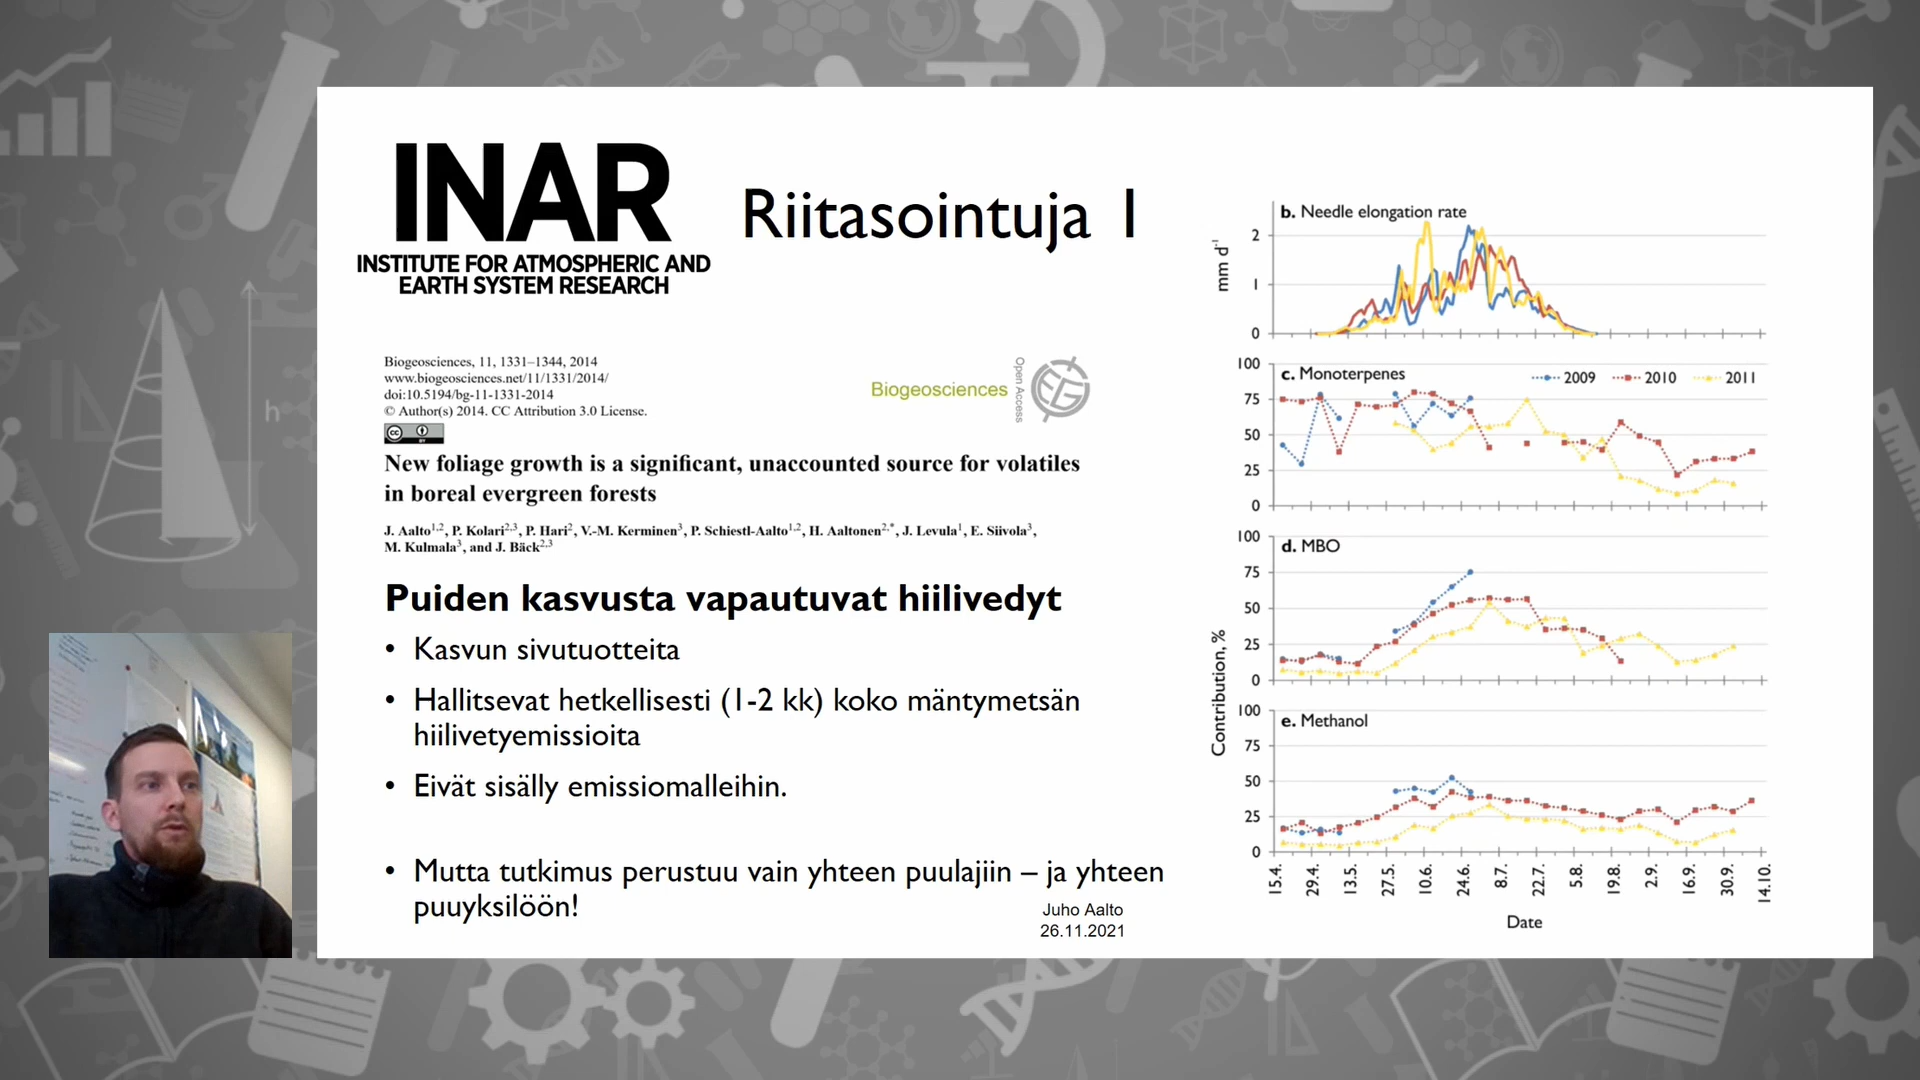 INAR
INSTITUTE FOR ATMOSPHERIC AND
EARTH SYSTEM RESEARCH
Riitasointuja 1
Biogeosciences, 11, 1331–1344, 2014
www.biogeosciences.net/11/1331/2014/
doi:10.5194/bg-11-1331-2014
© Author(s) 2014. CC Attribution 3.0 License.
CC BY
Biogeosciences
Open Access
EG
New foliage growth is a significant, unaccounted source for volatiles
in boreal evergreen forests
J. Aalto1,2, P. Kolari2,3, P. Hari2, V.-M. Kerminen3, P. Schiestl-Aalto1,2, H. Aaltonen2,*, J. Levula1, E. Siivola3,
M. Kulmala3, and J. Bäck2,3
Puiden kasvusta vapautuvat hiilivedyt
• Kasvun sivutuotteita
• Hallitsevat hetkellisesti (1-2 kk) koko mäntymetsän
hiilivetyemissioita
• Eivät sisälly emissiomalleihin.
• Mutta tutkimus perustuu vain yhteen puulajiin – ja yhteen
puuyksilöön!
Juho Aalto
26.11.2021
b. Needle elongation rate
mm d-1
2
1
0
c. Monoterpenes
2009 2010 2011
100
75
50
25
0
d. MBO
100
75
50
25
0
Contribution, %
e. Methanol
100
75
50
25
0
15.4. 29.4. 13.5. 27.5. 10.6. 24.6. 8.7. 22.7. 5.8. 19.8. 2.9. 16.9. 30.9. 14.10.
Date
h